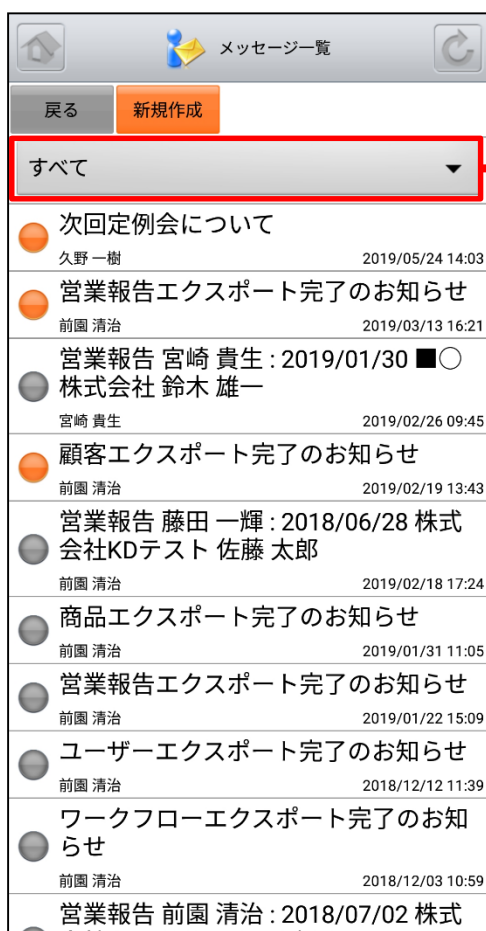 メッセージ一覧
戻る
新規作成
すべて
次回定例会について
久野 一樹
2019/05/24 14:03
営業報告エクスポート完了のお知らせ
前園 清治
2019/03/13 16:21
営業報告 宮崎 貴生 : 2019/01/30 ■○
株式会社 鈴木 雄一
宮崎 貴生
2019/02/26 09:45
顧客エクスポート完了のお知らせ
前園 清治
2019/02/19 13:43
営業報告 藤田 一輝 : 2018/06/28 株式
会社KDテスト 佐藤 太郎
前園 清治
2019/02/18 17:24
商品エクスポート完了のお知らせ
前園 清治
2019/01/31 11:05
営業報告エクスポート完了のお知らせ
前園 清治
2019/01/22 15:09
ユーザーエクスポート完了のお知らせ
前園 清治
2018/12/12 11:39
ワークフローエクスポート完了のお知
らせ
前園 清治
2018/12/03 10:59
営業報告 前園 清治 : 2018/07/02 株式